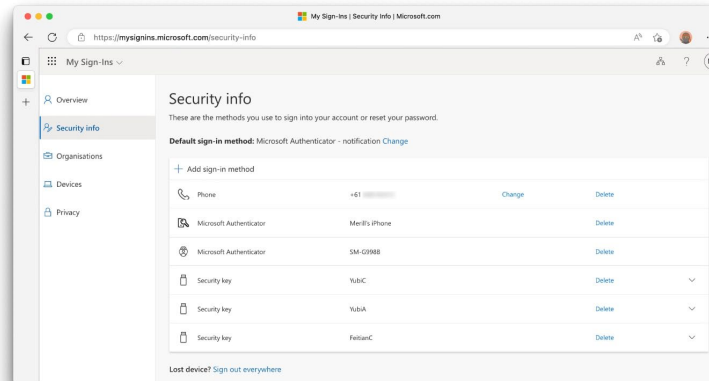 My Sign-Ins | Security Info | Microsoft.com
https://mysignins.microsoft.com/security-info
My Sign-Ins
?
Overview
Security info
Organisations
Devices
Privacy
Security info
These are the methods you use to sign into your account or reset your password.
Default sign-in method: Microsoft Authenticator - notification Change
+ Add sign-in method
Phone +61 Change Delete
Microsoft Authenticator Merill's iPhone Delete
Microsoft Authenticator SM-G998B Delete
Security key YubiC Delete
Security key YubiA Delete
Security key FeitianC Delete
Lost device? Sign out everywhere